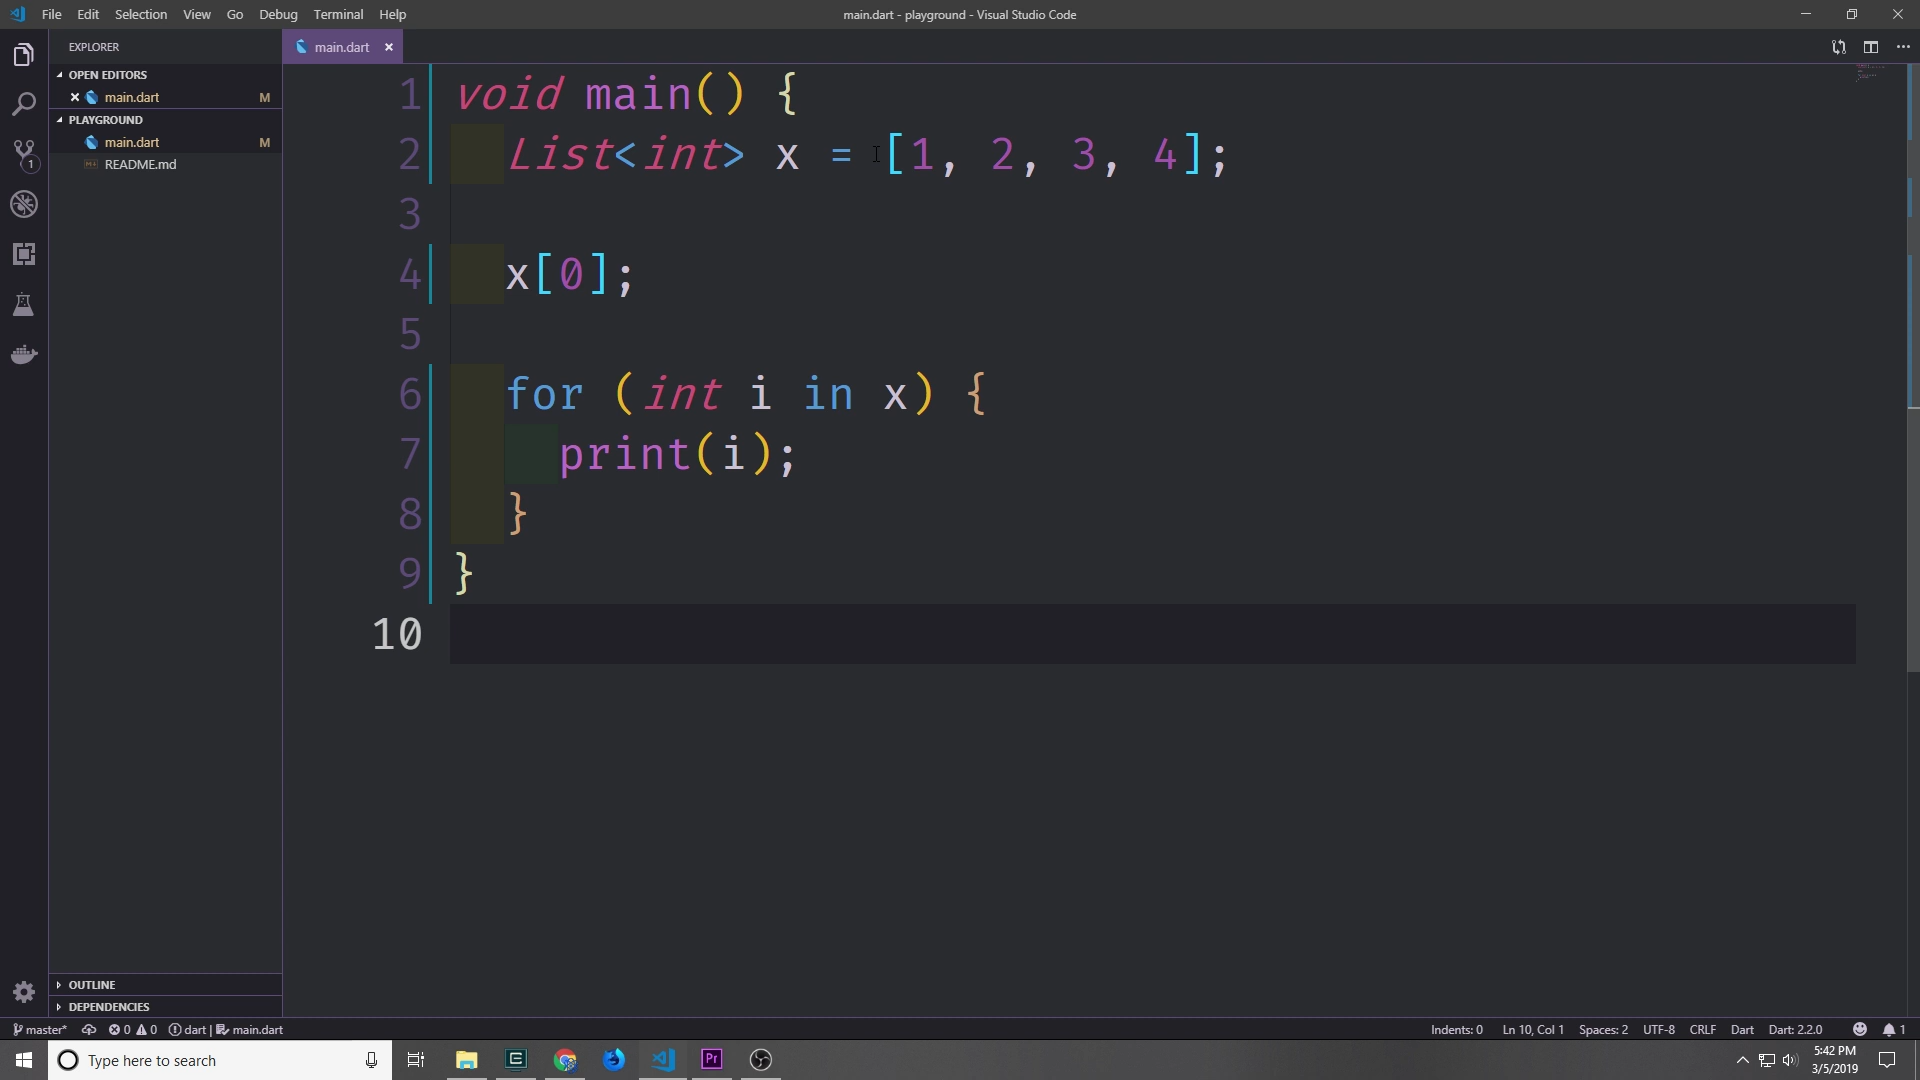 File Edit Selection View Go Debug Terminal Help
main.dart - playground - Visual Studio Code
EXPLORER
OPEN EDITORS
main.dart M
PLAYGROUND
main.dart M
README.md
1
main.dart
1 void main() {
2 List<int> x = [1, 2, 3, 4];
3
4 x[0];
5
6 for (int i in x) {
7 print(i);
8 }
9 }
10
OUTLINE
DEPENDENCIES
master* 0 0 dart | main.dart
Indents: 0 Ln 10, Col 1 Spaces: 2 UTF-8 CRLF Dart Dart: 2.2.0 1
Type here to search
Pr
5:42 PM
3/5/2019